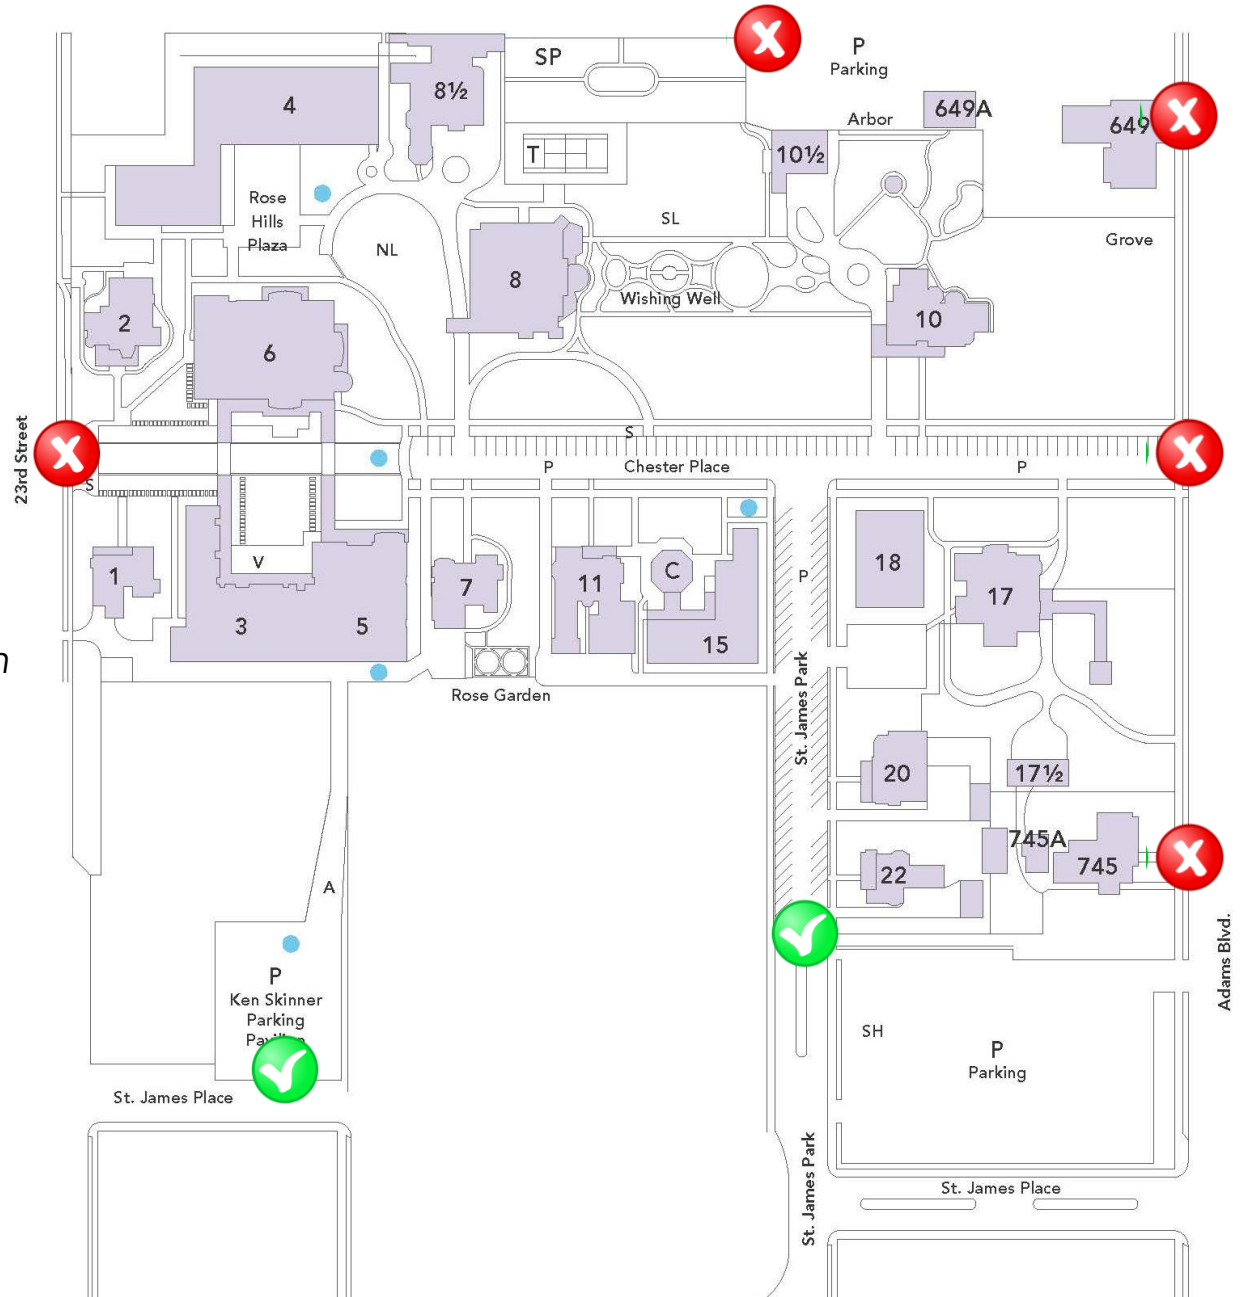 SP
P
Parking
4
8½
649A
649
Arbor
T
10½
Rose
Hills
Plaza
NL
SL
Grove
8
Wishing Well
2
6
10
23rd Street
S
S
P
Chester Place
P
V
1
3
5
7
11
C
15
P
18
17
n
Rose Garden
St. James Park
20
17½
745A
745
22
A
P
Ken Skinner
Parking
St. James Place
SH
P
Parking
Adams Blvd.
St. James Park
St. James Place